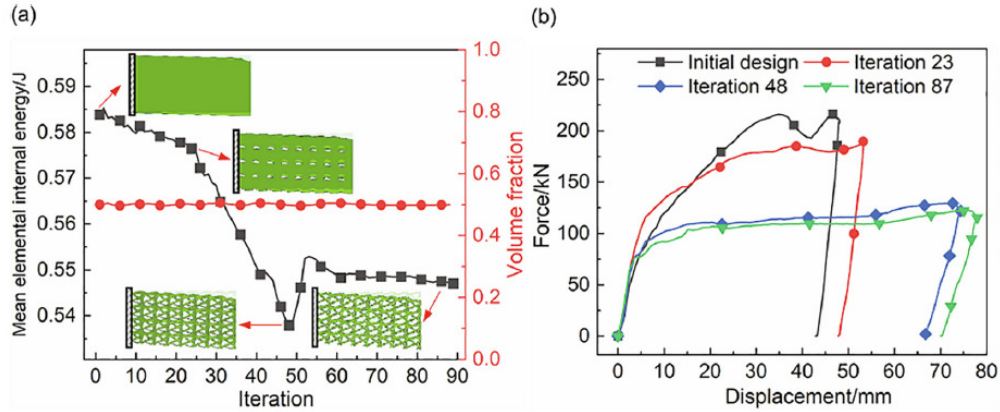 (a)
Mean elemental internal energy/J
0.59
0.58
0.57
0.56
0.55
0.54
0 10 20 30 40 50 60 70 80 90
Iteration
1.0
0.8
0.6
0.4
0.2
0.0
Volume fraction
(b)
Initial design Iteration 23
Iteration 48 Iteration 87
Force/kN
250
200
150
100
50
0
0 10 20 30 40 50 60 70 80
Displacement/mm